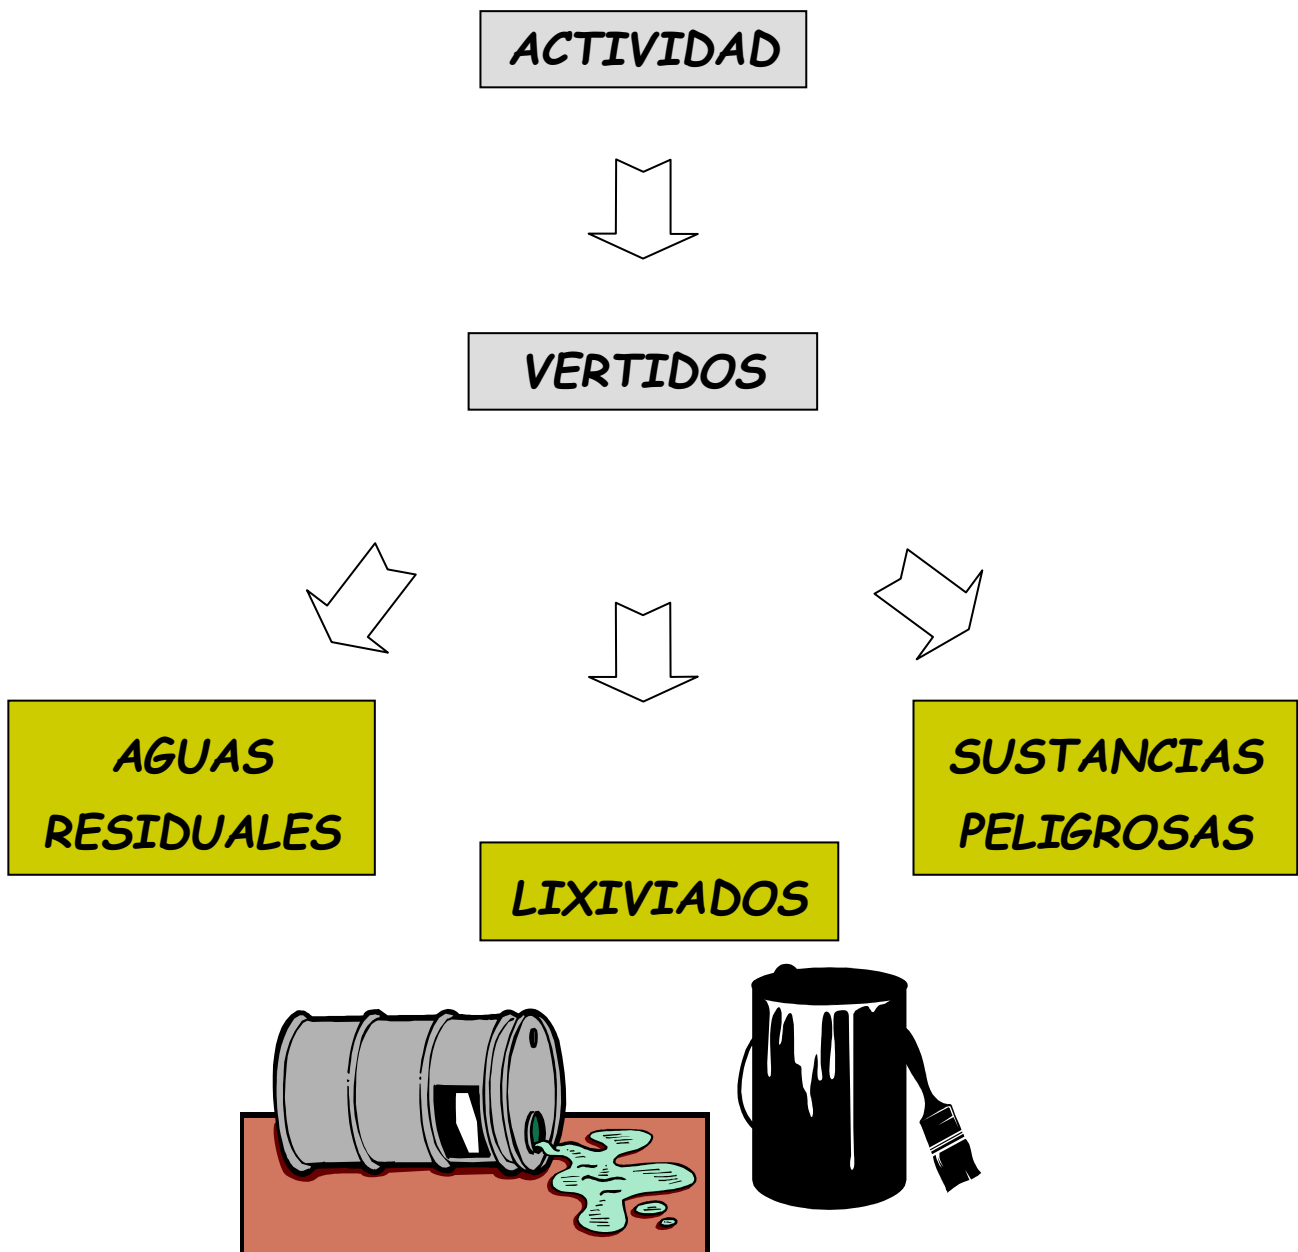 ACTIVIDAD
VERTIDOS
AGUAS
RESIDUALES
LIXIVIADOS
SUSTANCIAS
PELIGROSAS